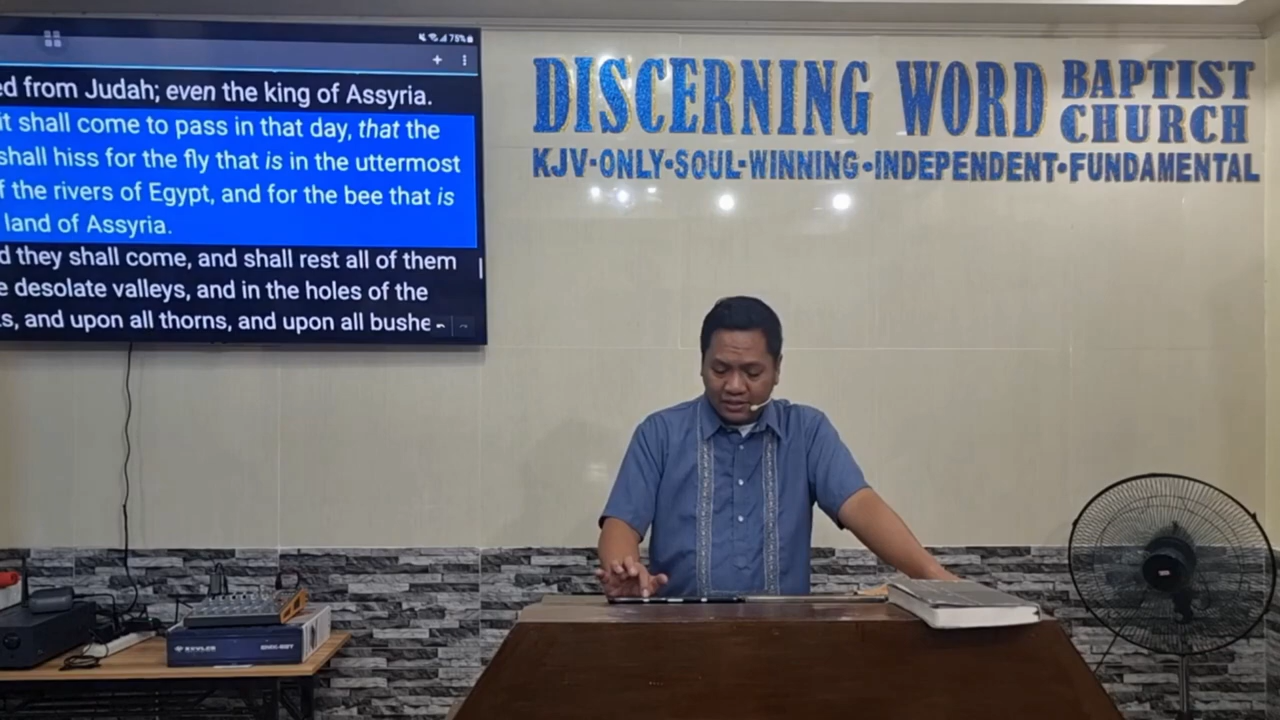 75%
ed from Judah; even the king of Assyria.
it shall come to pass in that day, that the
shall hiss for the fly that is in the uttermost
f the rivers of Egypt, and for the bee that is
land of Assyria.
d they shall come, and shall rest all of them
e desolate valleys, and in the holes of the
s, and upon all thorns, and upon all bushe
DISCERNING WORD BAPTIST
CHURCH
KJV•ONLY•SOUL-WINNING•INDEPENDENT•FUNDAMENTAL
KEVLER